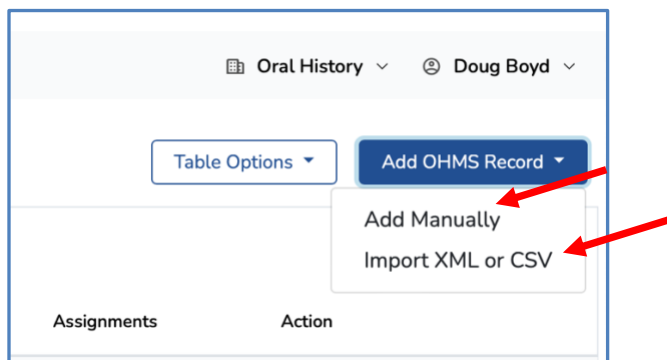 Oral History Doug Boyd
Table Options Add OHMS Record
Add Manually
Import XML or CSV
Assignments Action